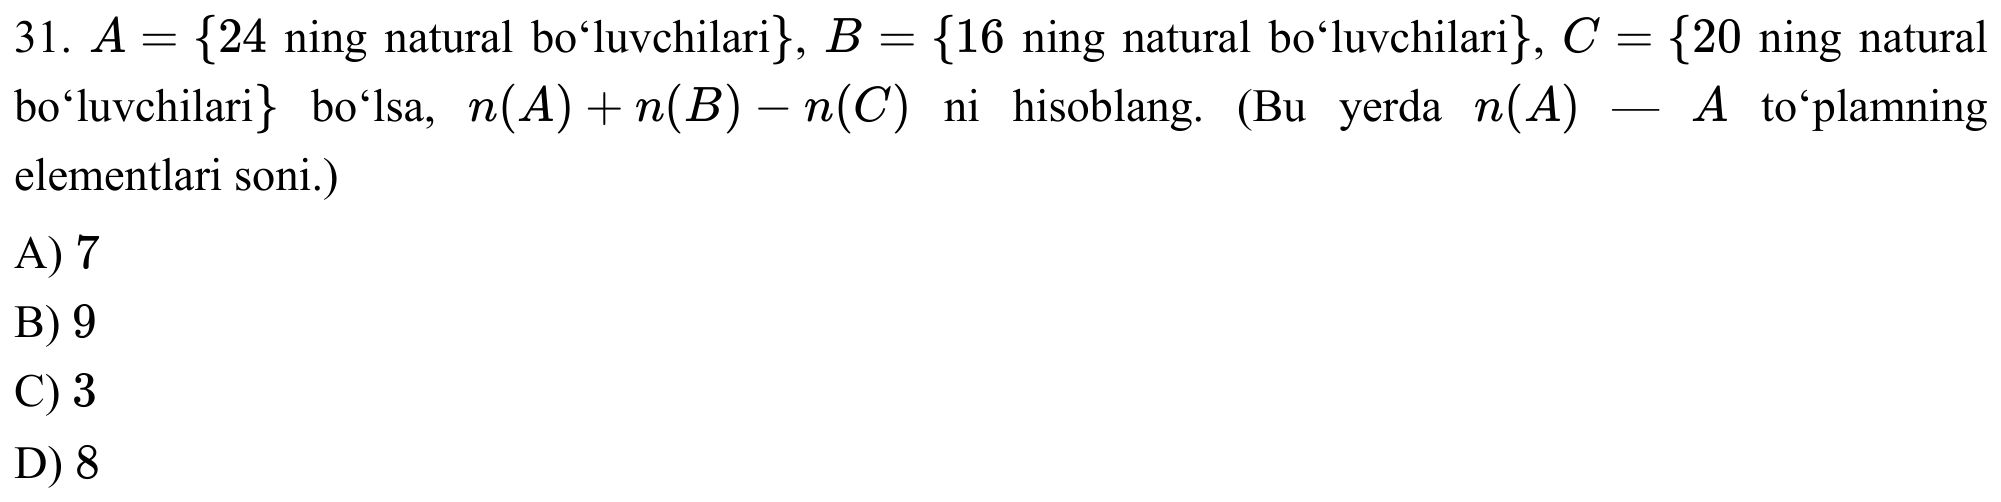 31. A = {24 ning natural bo‘luvchilari}, B = {16 ning natural bo‘luvchilari}, C = {20 ning natural
bo‘luvchilari} bo‘lsa, n(A) + n(B) − n(C) ni hisoblang. (Bu yerda n(A) — A to‘plamning
elementlari soni.)
A) 7
B) 9
C) 3
D) 8